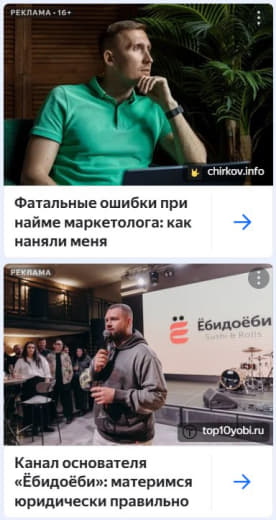 РЕКЛАМА • 16+
chirkov.info
Фатальные ошибки при
найме маркетолога: как
наняли меня
РЕКЛАМА
Ёбидоёби
Sushi & Rolls
top10yobi.ru
Канал основателя
«Ёбидоёби»: материмся
юридически правильно